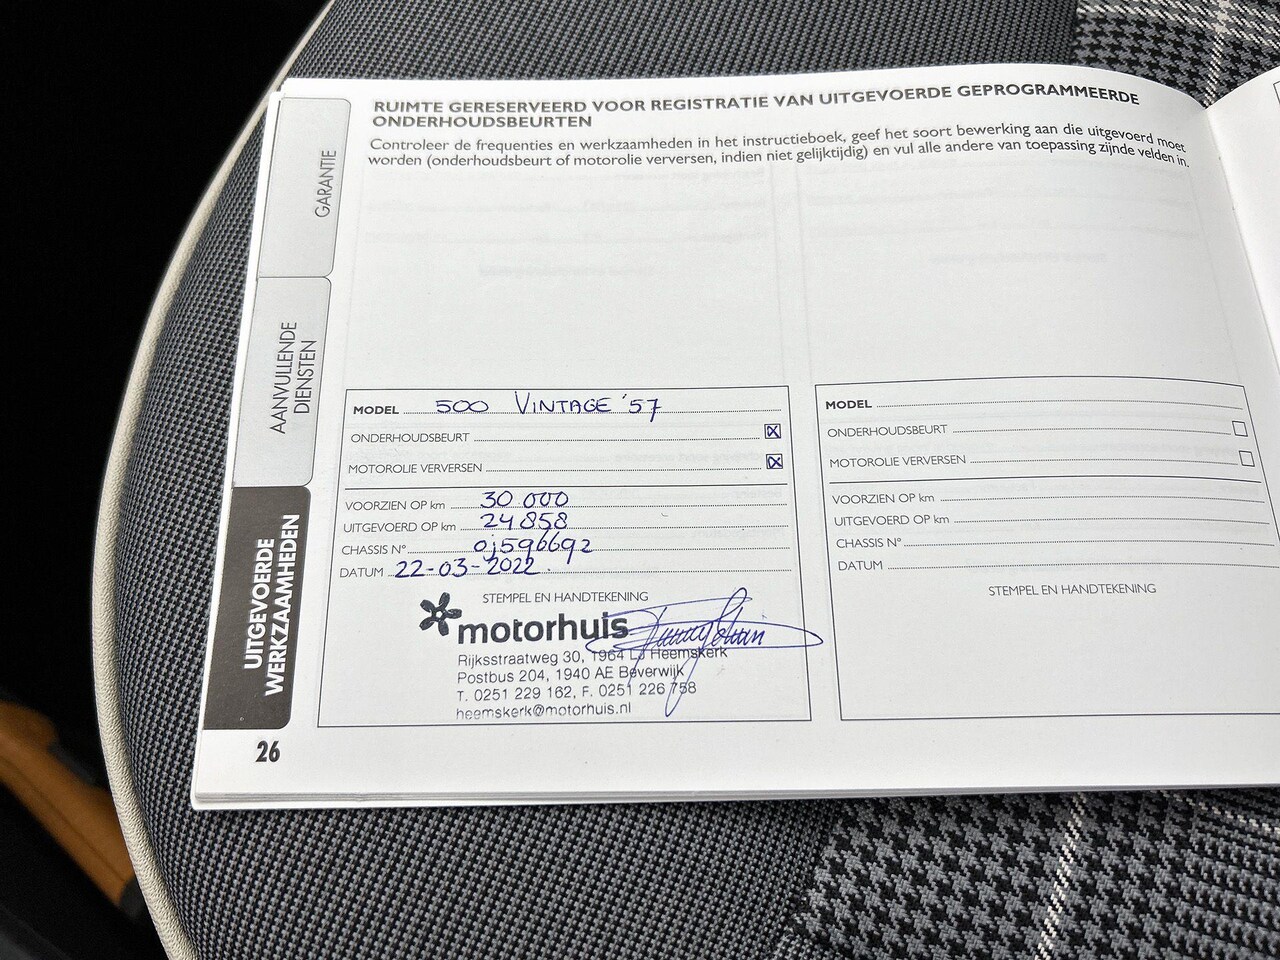 RUIMTE GERESERVEERD VOOR REGISTRATIE VAN UITGEVOERDE GEPROGRAMMEERDE
ONDERHOUDSBEURTEN
Controleer de frequenties en werkzaamheden in het instructieboek, geef het soort bewerking aan die uitgevoerd moet
worden (onderhoudsbeurt of motorolie verversen, indien niet gelijktijdig) en vul alle andere van toepassing zijnde velden in.
GARANTIE
AANVULLENDE
DIENSTEN
UITGEVOERDE
WERKZAAMHEDEN
MODEL 500 VINTAGE '57
ONDERHOUDSBEURT
MOTOROLIE VERVERSEN
VOORZIEN OP km 30 000
UITGEVOERD OP km 24 858
CHASSIS N° 0j596692
DATUM 22-03-2022.
STEMPEL EN HANDTEKENING
motorhuis
Rijksstraatweg 30, 1964 LJ Heemskerk
Postbus 204, 1940 AE Beverwijk
T. 0251 229 162, F. 0251 226 758
heemskerk@motorhuis.nl
MODEL
ONDERHOUDSBEURT
MOTOROLIE VERVERSEN
VOORZIEN OP km
UITGEVOERD OP km
CHASSIS N°
DATUM
STEMPEL EN HANDTEKENING
26